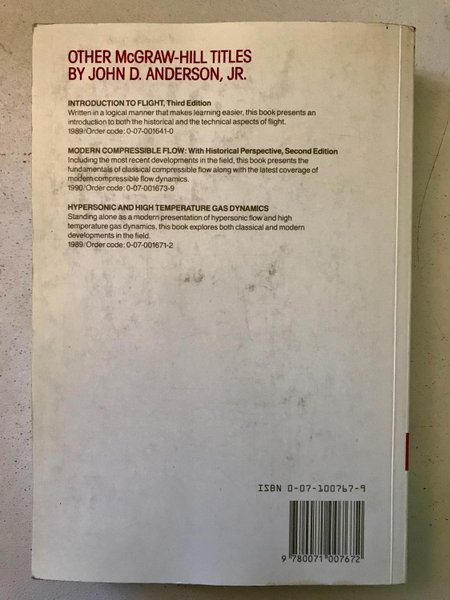 OTHER McGRAW-HILL TITLES
BY JOHN D. ANDERSON, JR.
INTRODUCTION TO FLIGHT, Third Edition
Written in a logical manner that makes learning easier, this book presents an
introduction to both the historical and the technical aspects of flight.
1989/Order code: 0-07-001641-0
MODERN COMPRESSIBLE FLOW: With Historical Perspective, Second Edition
Including the most recent developments in the field, this book presents the
fundamentals of classical compressible flow along with the latest coverage of
modern compressible flow dynamics.
1990/Order code: 0-07-001673-9
HYPERSONIC AND HIGH TEMPERATURE GAS DYNAMICS
Standing alone as a modern presentation of hypersonic flow and high
temperature gas dynamics, this book explores both classical and modern
developments in the field.
1989/Order code: 0-07-001671-2
ISBN 0-07-100767-9
9 780071 007672